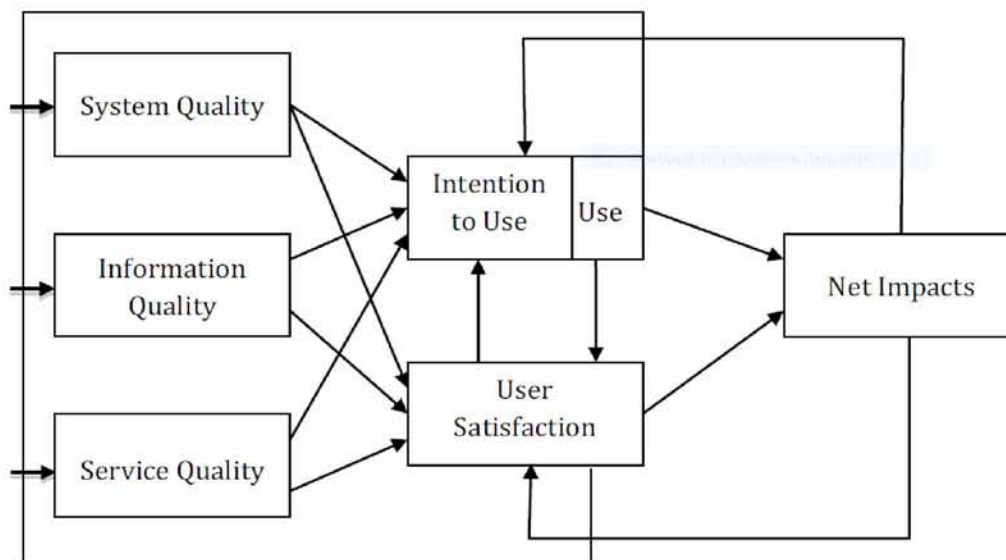 System Quality
Intention
to Use
Use
Information
Quality
Net Impacts
User
Satisfaction
Service Quality